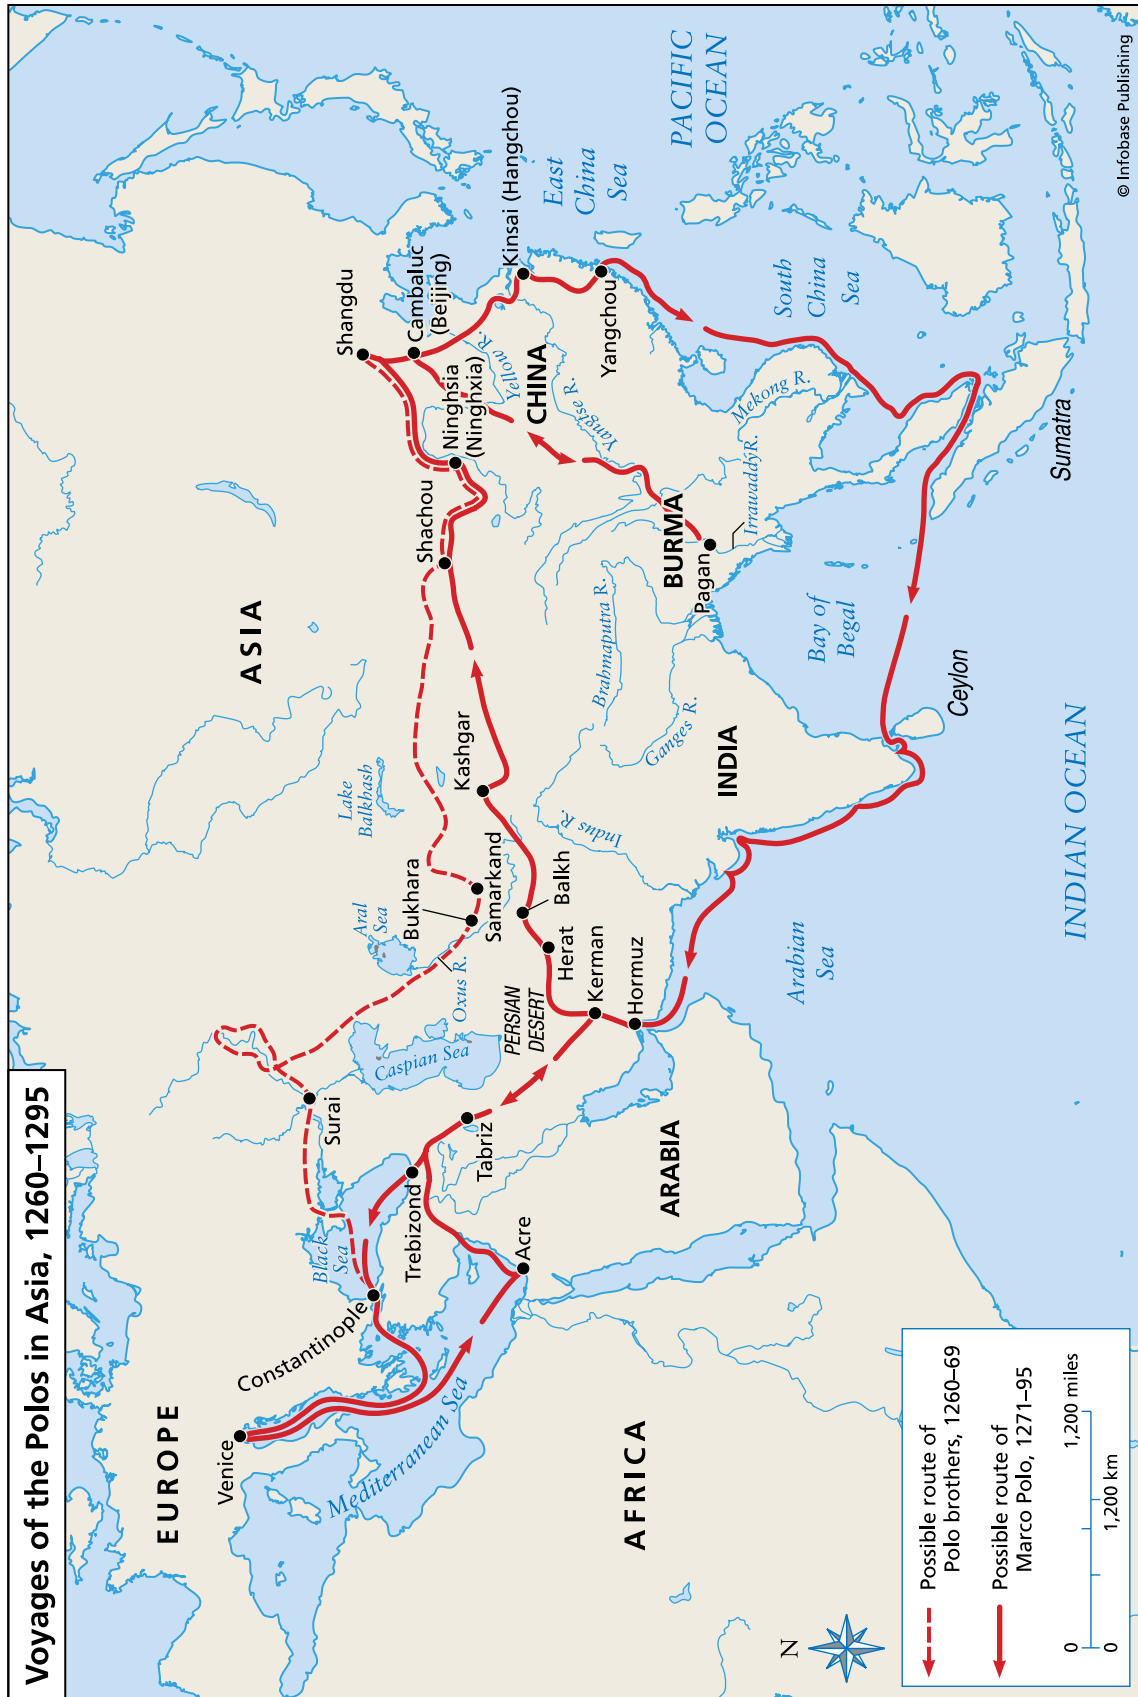 Voyages of the Polos in Asia, 1260–1295
EUROPE
Venice
Constantinople
Mediterranean Sea
Black
Sea
Surai
Trebizond
Tabriz
Acre
AFRICA
ARABIA
Caspian Sea
Oxus R.
Aral
Sea
Bukhara
Samarkand
PERSIAN
DESERT
Herat
Balkh
Kerman
Hormuz
Arabian
Sea
ASIA
Lake
Balkhash
Kashgar
Indus R.
INDIA
Ganges R.
Brahmaputra R.
Ceylon
INDIAN OCEAN
Bay of
Begal
Shachou
Ninghsia
(Ninghxia)
Shangdu
Cambaluc
(Beijing)
Yellow R.
CHINA
Yangtse R.
Kinsai (Hangchou)
Yangchou
East
China
Sea
PACIFIC
OCEAN
South
China
Sea
BURMA
Pagan
Irrawaddy R.
Mekong R.
Sumatra
N
Possible route of
Polo brothers, 1260–69
Possible route of
Marco Polo, 1271–95
0 1,200 miles
0 1,200 km
© Infobase Publishing